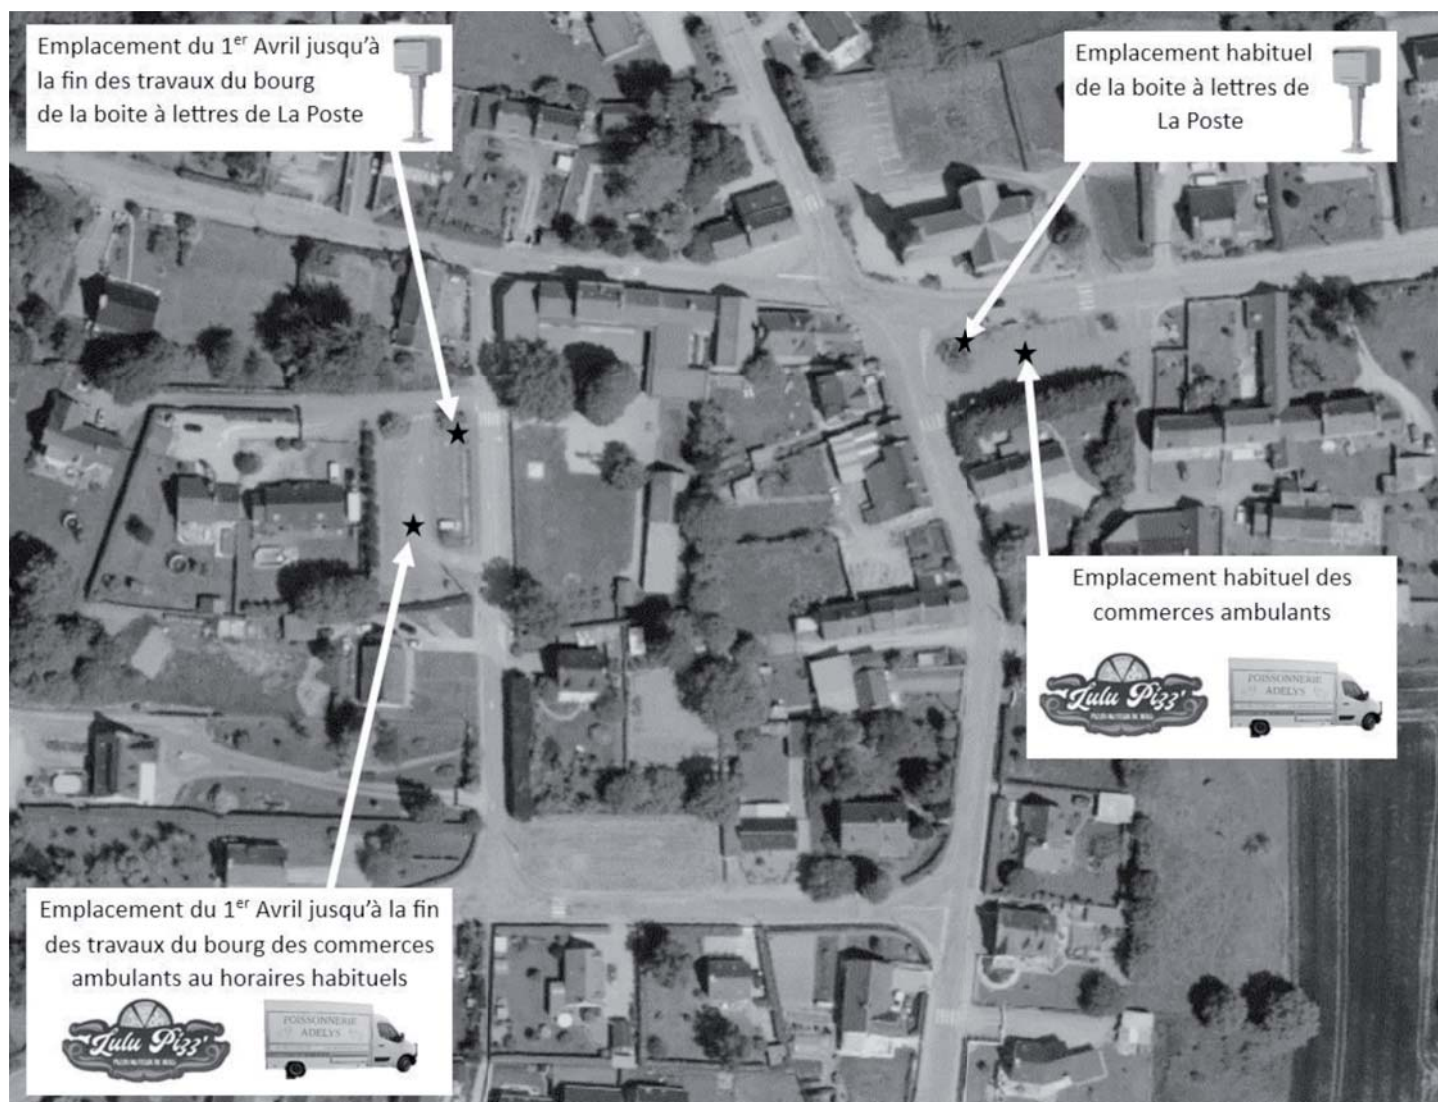 Emplacement du 1er Avril jusqu'à
la fin des travaux du bourg
de la boite à lettres de La Poste
Emplacement habituel
de la boite à lettres de
La Poste
Emplacement habituel des
commerces ambulants
Lulu Pizz'
POISSONNERIE
ADELYS
Emplacement du 1er Avril jusqu'à la fin
des travaux du bourg des commerces
ambulants au horaires habituels
Lulu Pizz'
POISSONNERIE
ADELYS